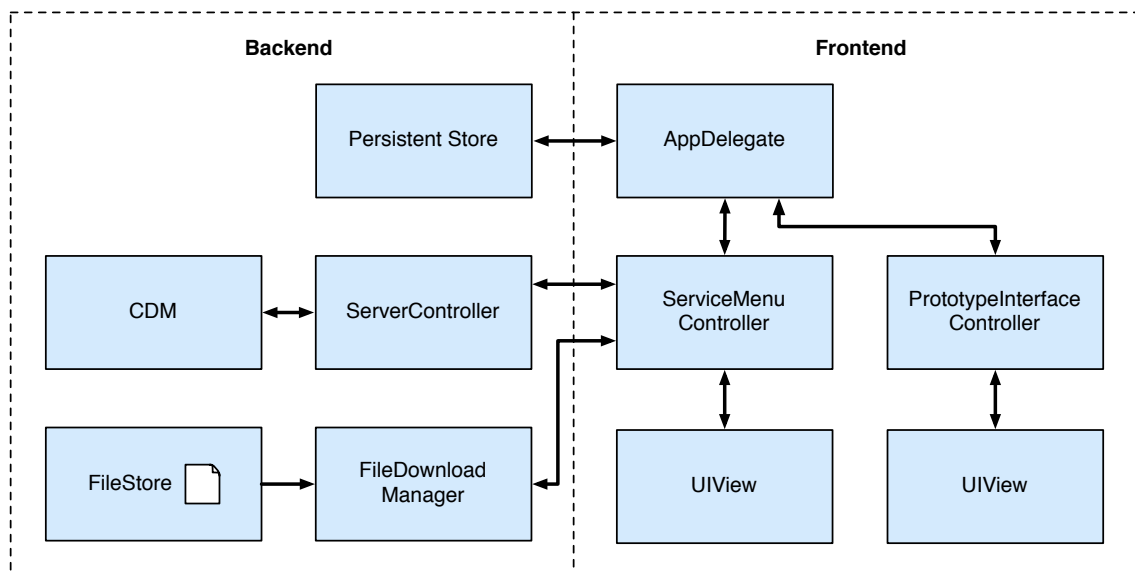 Backend
Frontend
Persistent Store
AppDelegate
CDM
ServerController
ServiceMenu
Controller
PrototypeInterface
Controller
FileStore
FileDownload
Manager
UIView
UIView